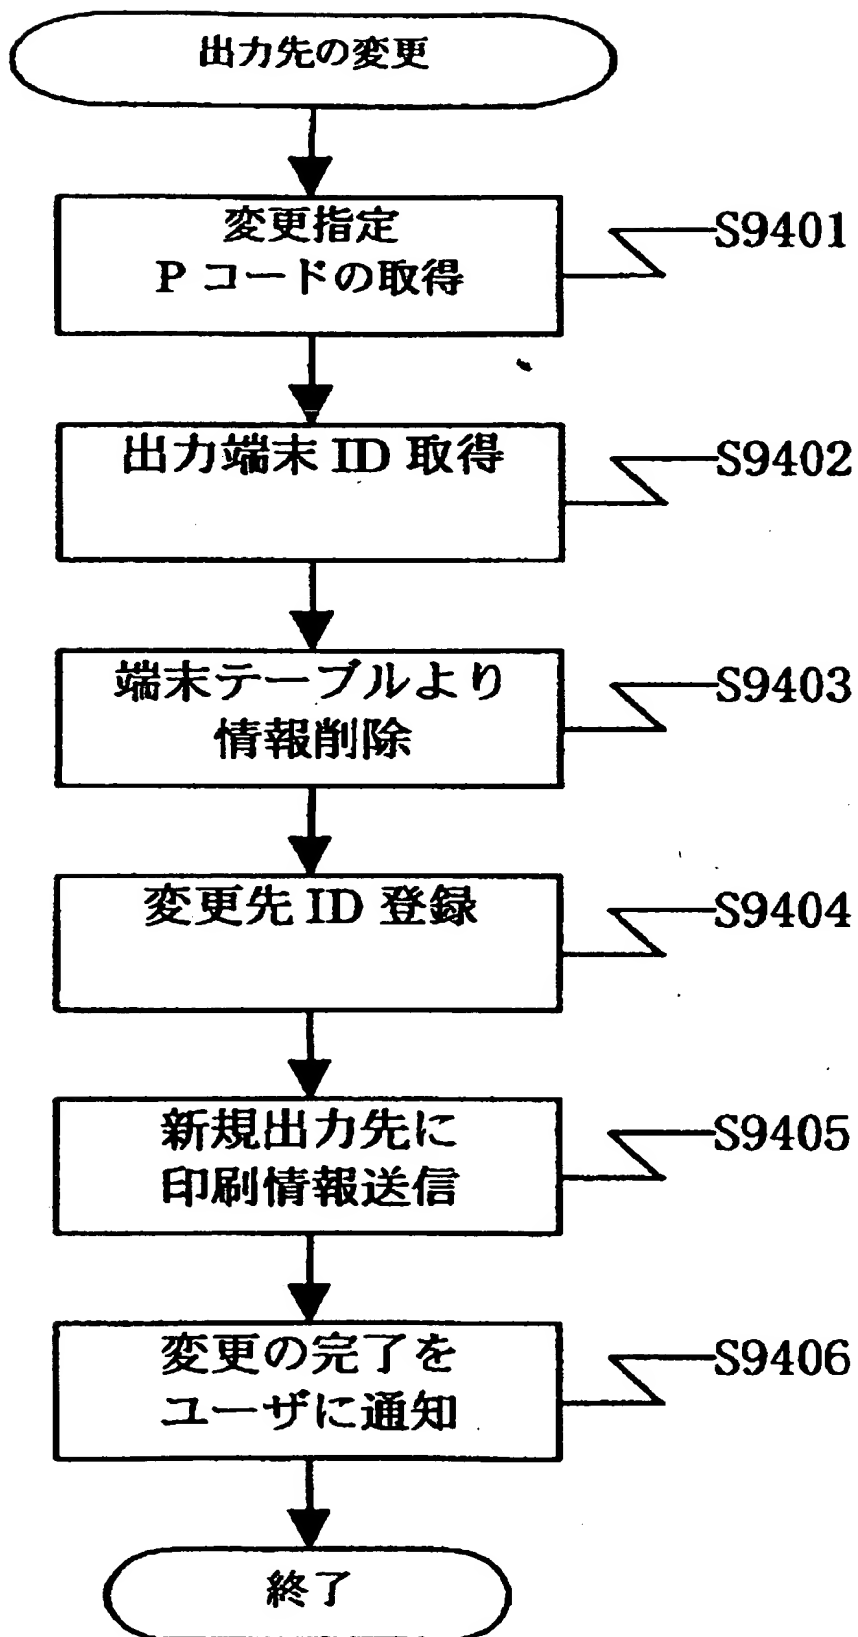 出力先の変更
変更指定
P コードの取得
S9401
出力端末 ID 取得
S9402
端末テーブルより
情報削除
S9403
変更先 ID 登録
S9404
新規出力先に
印刷情報送信
S9405
変更の完了を
ユーザに通知
S9406
終了